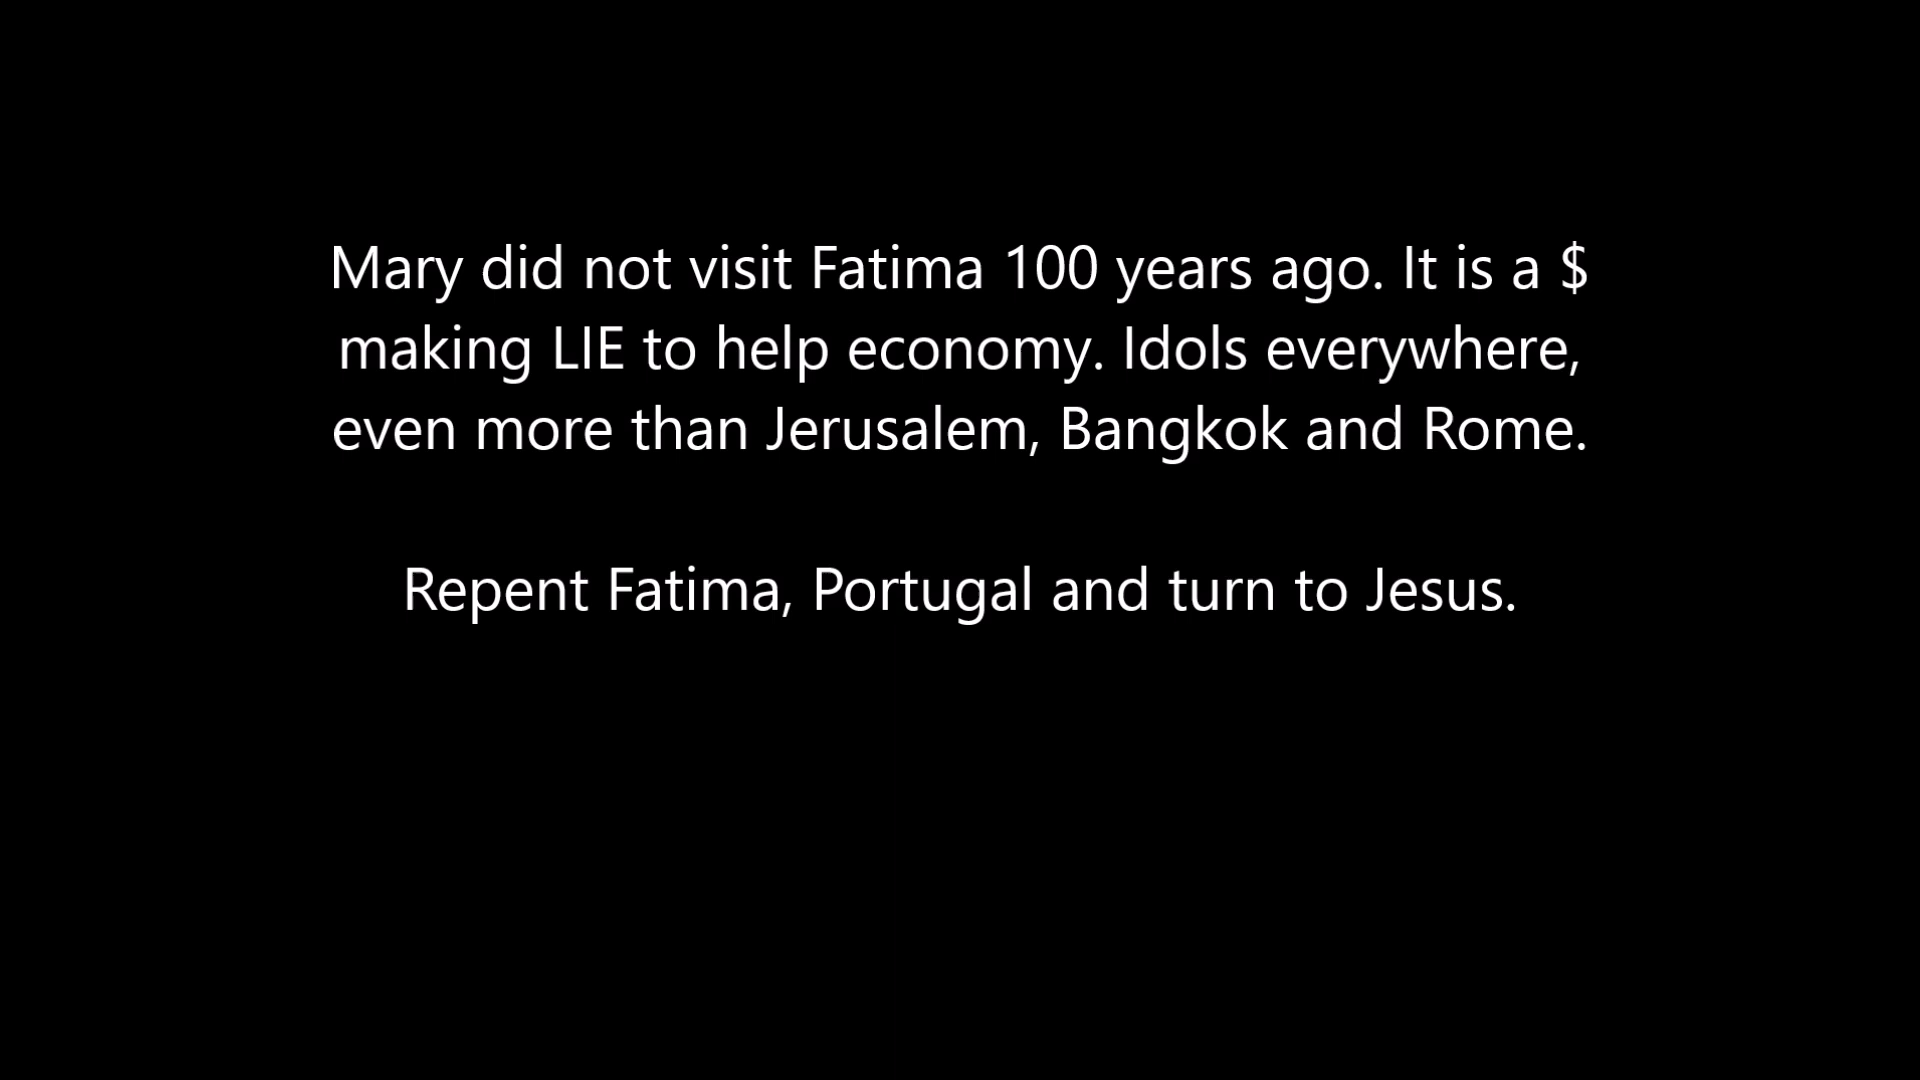 Mary did not visit Fatima 100 years ago. It is a $
making LIE to help economy. Idols everywhere,
even more than Jerusalem, Bangkok and Rome.
Repent Fatima, Portugal and turn to Jesus.